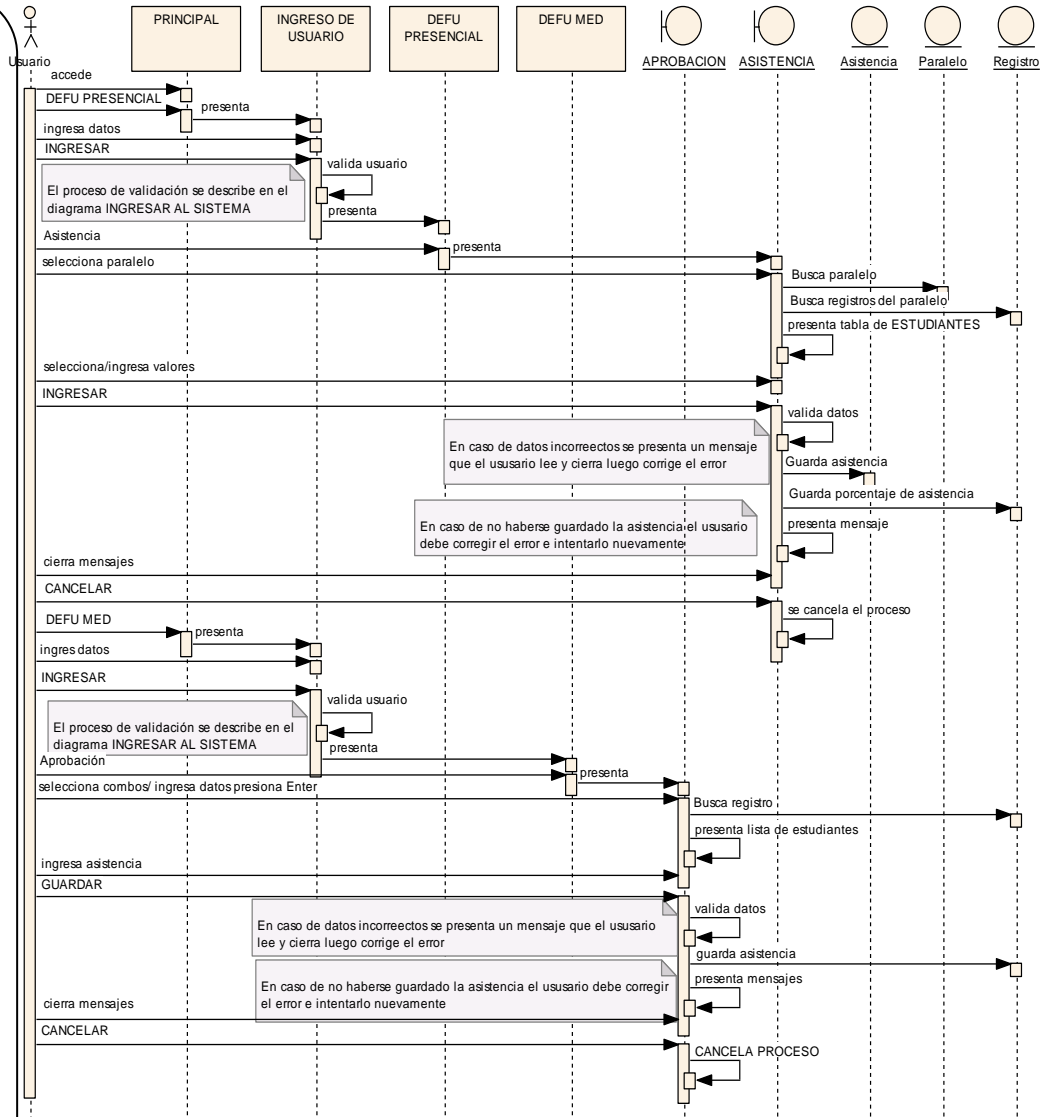 PRINCIPAL
INGRESO DE
USUARIO
DEFU
PRESENCIAL
DEFU MED
Usuario
APROBACION
ASISTENCIA
Asistencia
Paralelo
Registro
accede
DEFU PRESENCIAL
presenta
ingresa datos
INGRESAR
valida usuario
El proceso de validación se describe en el
diagrama INGRESAR AL SISTEMA
presenta
Asistencia
presenta
selecciona paralelo
Busca paralelo
Busca registros del paralelo
presenta tabla de ESTUDIANTES
selecciona/ingresa valores
INGRESAR
valida datos
En caso de datos incorreectos se presenta un mensaje
que el ususario lee y cierra luego corrige el error
Guarda asistencia
Guarda porcentaje de asistencia
En caso de no haberse guardado la asistencia el ususario
debe corregir el error e intentarlo nuevamente
presenta mensaje
cierra mensajes
CANCELAR
se cancela el proceso
DEFU MED
presenta
ingres datos
INGRESAR
valida usuario
El proceso de validación se describe en el
diagrama INGRESAR AL SISTEMA
presenta
Aprobación
presenta
selecciona combos/ ingresa datos presiona Enter
Busca registro
presenta lista de estudiantes
ingresa asistencia
GUARDAR
valida datos
En caso de datos incorreectos se presenta un mensaje que el ususario
lee y cierra luego corrige el error
guarda asistencia
En caso de no haberse guardado la asistencia el ususario debe corregir
el error e intentarlo nuevamente
presenta mensajes
cierra mensajes
CANCELAR
CANCELA PROCESO